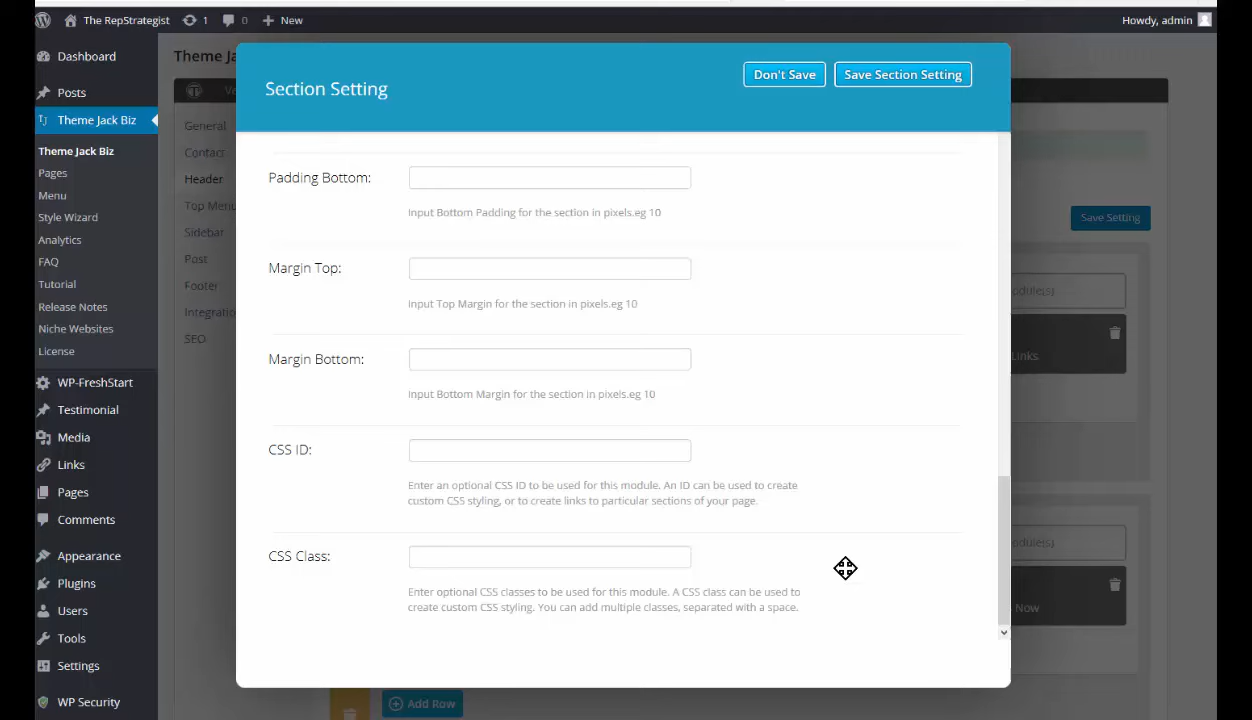 The RepStrategist
1
0
New
Howdy, admin
Dashboard
Posts
Theme Jack Biz
Theme Jack Biz
Pages
Menu
Style Wizard
Analytics
FAQ
Tutorial
Release Notes
Niche Websites
License
WP-FreshStart
Testimonial
Media
Links
Pages
Comments
Appearance
Plugins
Users
Tools
Settings
WP Security
Theme
General
Contact
Header
Top Menu
Sidebar
Post
Footer
SEO
Section Setting
Don't Save
Save Section Setting
Padding Bottom:
Input Bottom Padding for the section in pixels.eg 10
Margin Top:
Input Top Margin for the section in pixels.eg 10
Margin Bottom:
Input Bottom Margin for the section in pixels.eg 10
CSS ID:
Enter an optional CSS ID to be used for this module. An ID can be used to create
custom CSS styling, or to create links to particular sections of your page.
CSS Class:
Enter optional CSS classes to be used for this module. A CSS class can be used to
create custom CSS styling. You can add multiple classes, separated with a space.
Save Setting
Links
Now
Add Row